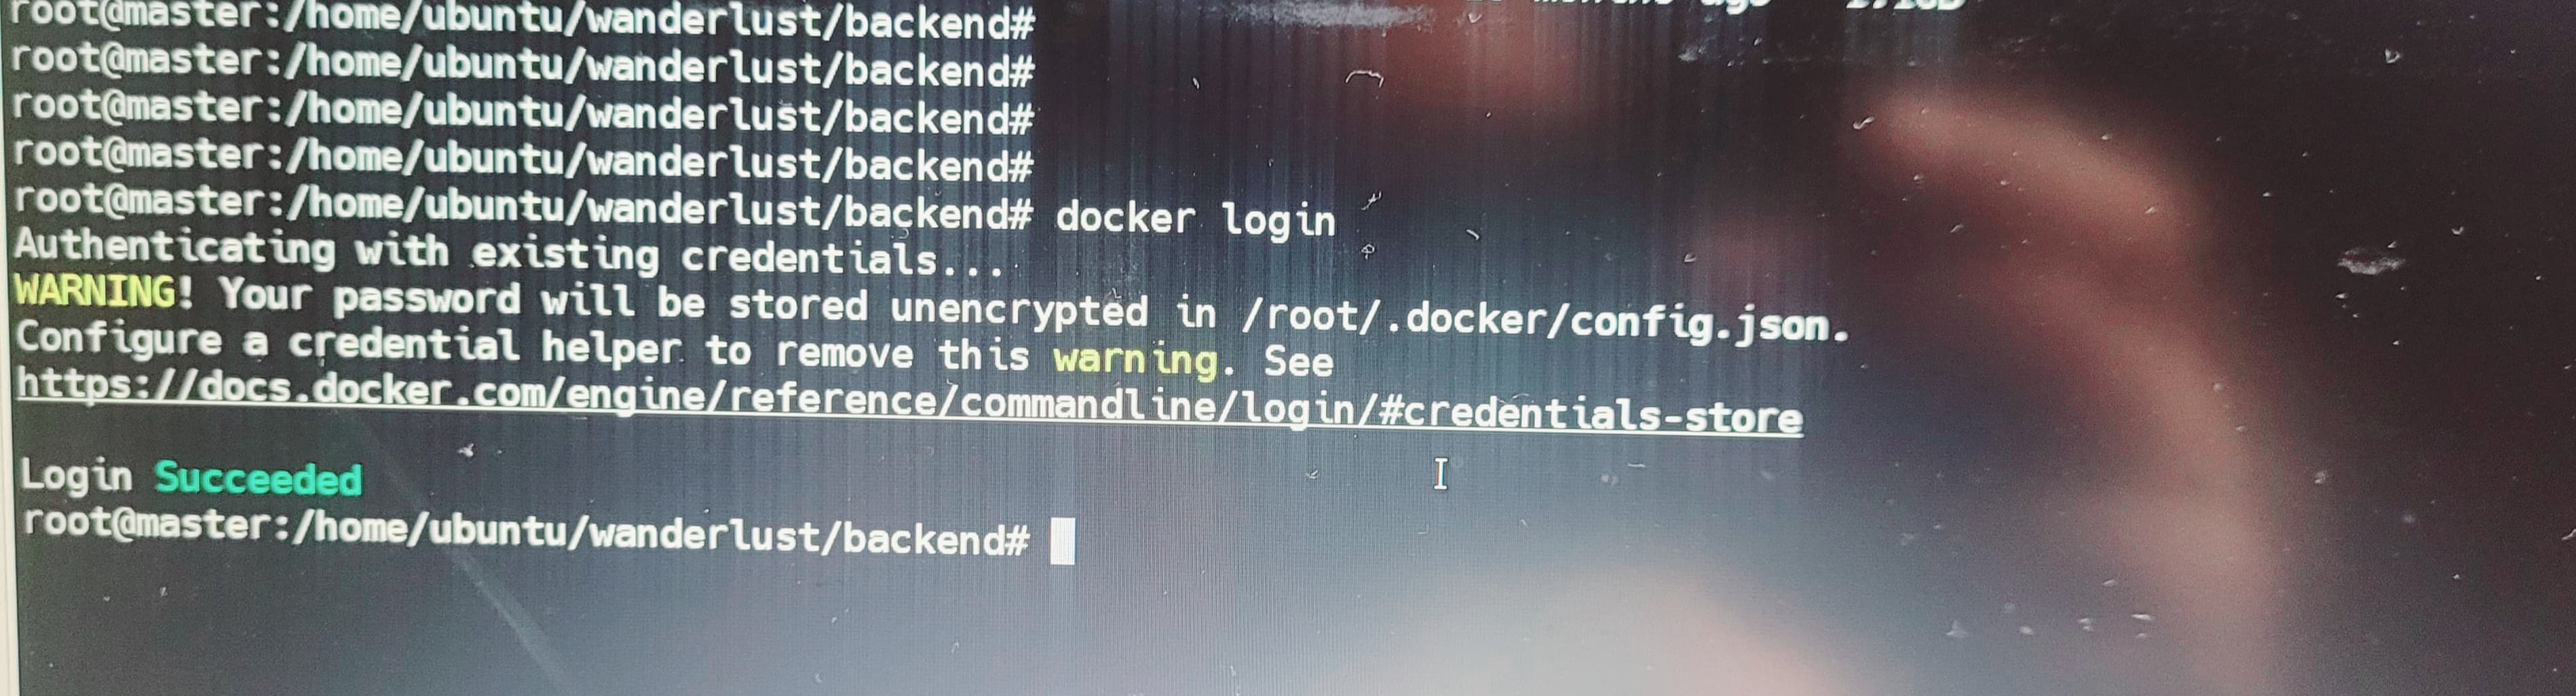 root@master:/home/ubuntu/wanderlust/backend#
root@master:/home/ubuntu/wanderlust/backend#
root@master:/home/ubuntu/wanderlust/backend#
root@master:/home/ubuntu/wanderlust/backend#
root@master:/home/ubuntu/wanderlust/backend# docker login
Authenticating with existing credentials...
WARNING! Your password will be stored unencrypted in /root/.docker/config.json.
Configure a credential helper to remove this warning. See
https://docs.docker.com/engine/reference/commandline/login/#credentials-store
Login Succeeded
root@master:/home/ubuntu/wanderlust/backend#